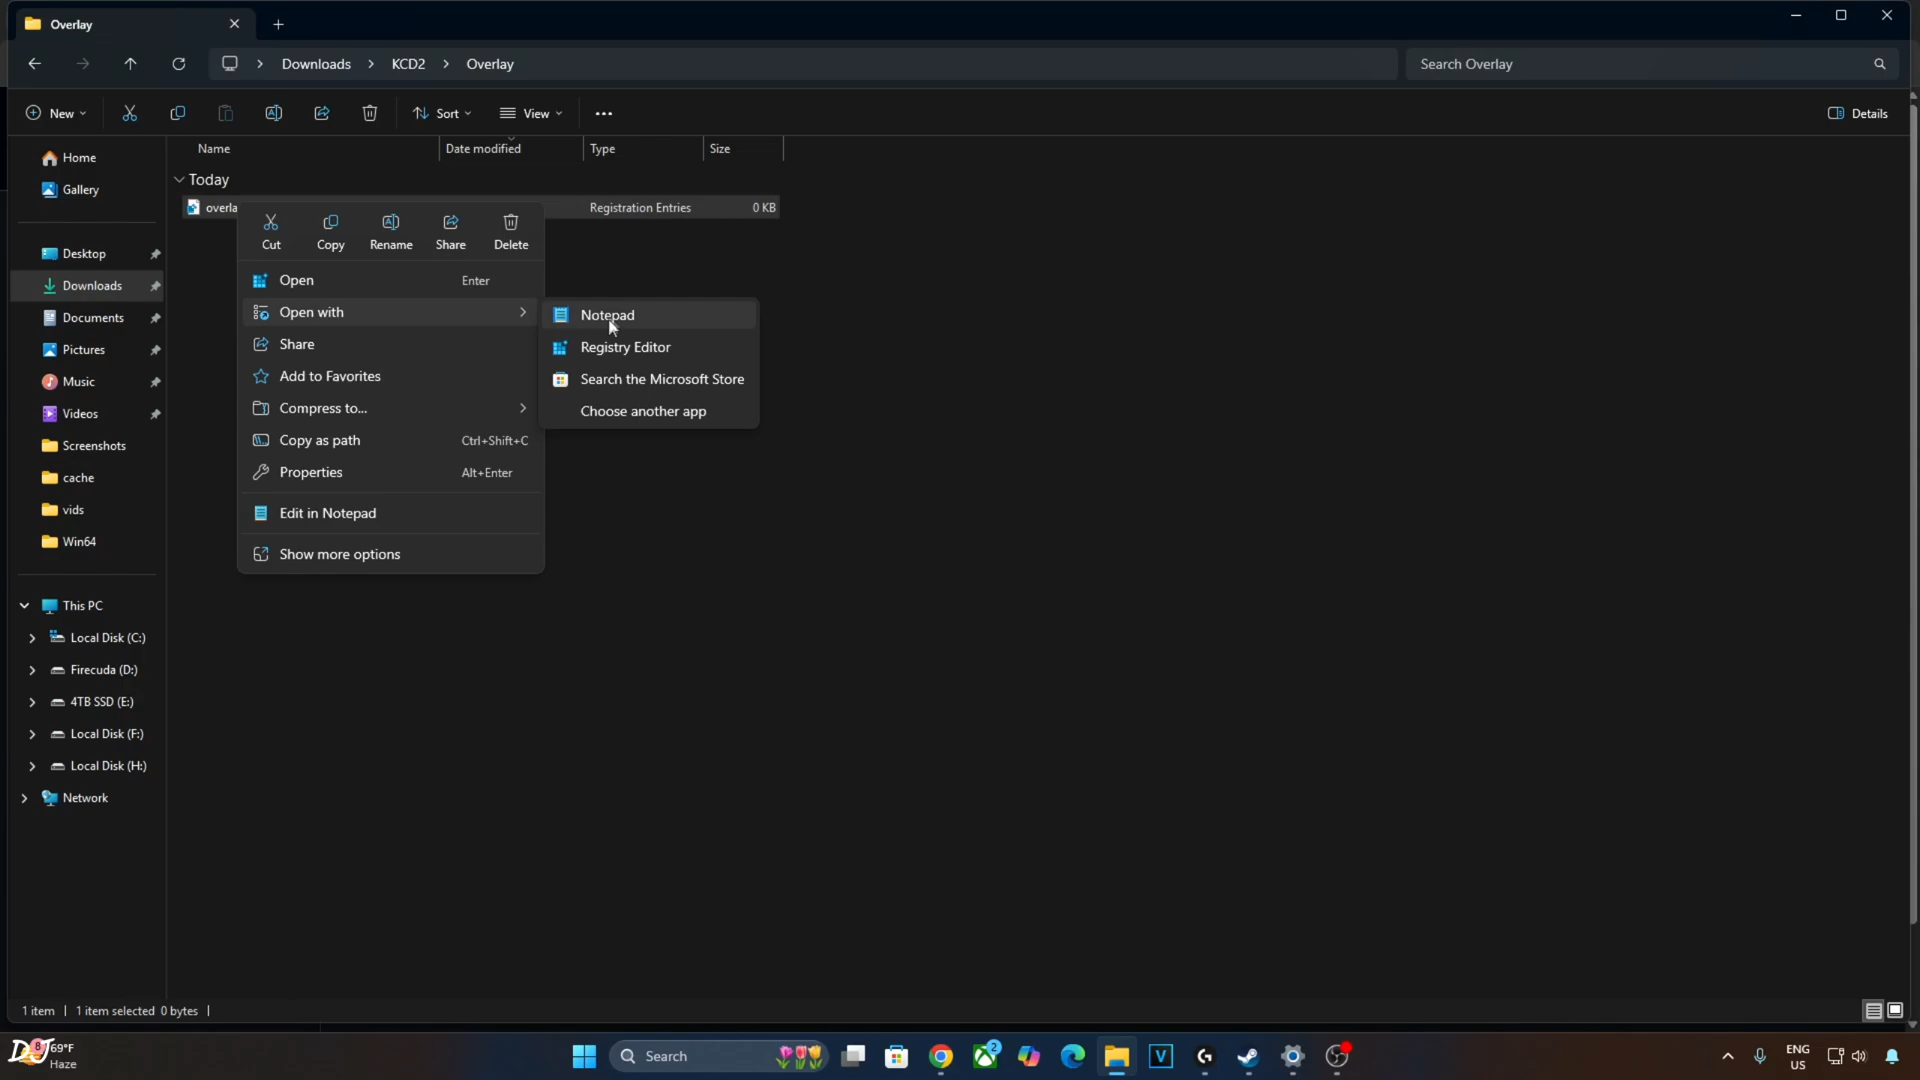 Overlay
Downloads > KCD2 > Overlay
Search Overlay
New
Sort
View
Details
Name
Date modified
Type
Size
Home
Gallery
Desktop
Downloads
Documents
Pictures
Music
Videos
Screenshots
cache
vids
Win64
This PC
Local Disk (C:)
Firecuda (D:)
4TB SSD (E:)
Local Disk (F:)
Local Disk (H:)
Network
Today
Registration Entries 0 KB
Cut
Copy
Rename
Share
Delete
Open Enter
Open with
Share
Add to Favorites
Compress to...
Copy as path Ctrl+Shift+C
Properties Alt+Enter
Edit in Notepad
Show more options
Notepad
Registry Editor
Search the Microsoft Store
Choose another app
1 item | 1 item selected 0 bytes |
DJ
8
69°F
Haze
Search
2
V
ENG
US